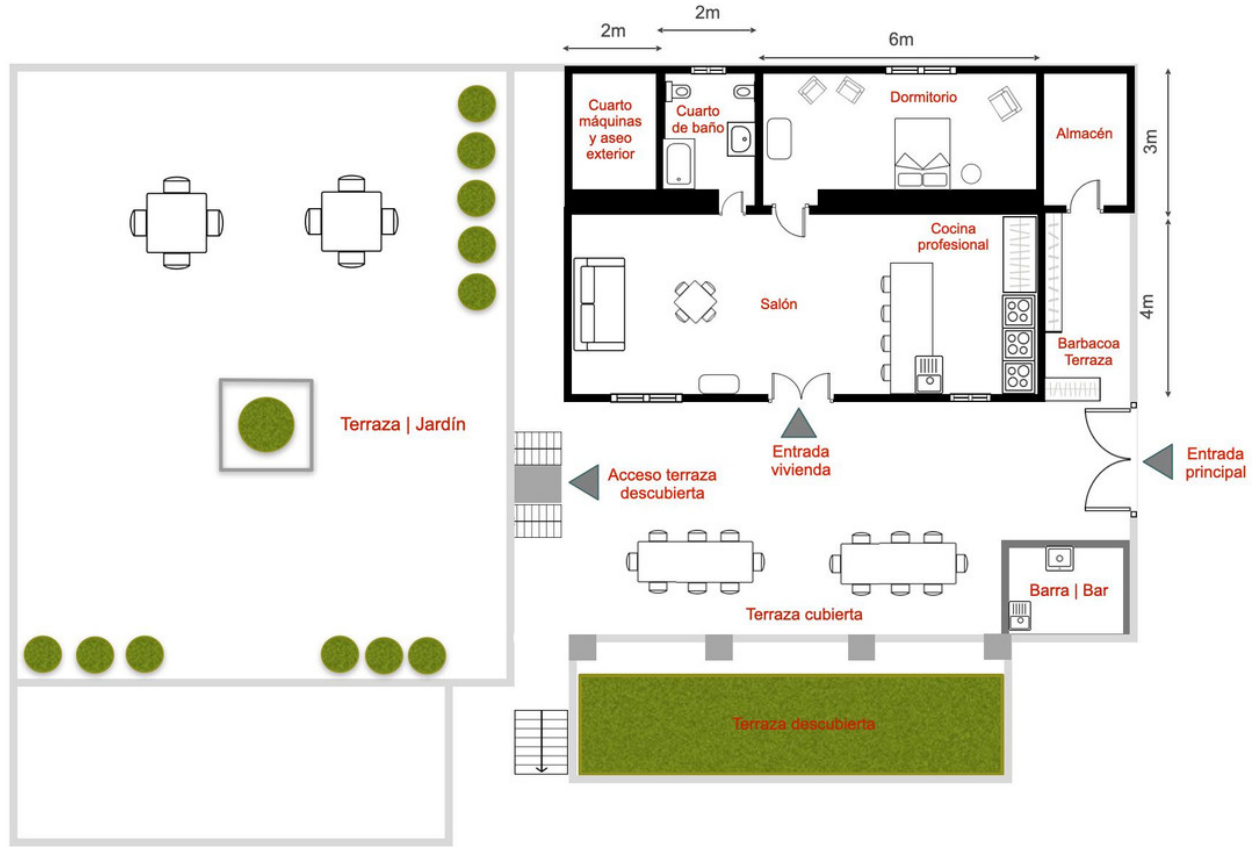 2m
2m
6m
Cuarto
máquinas
y aseo
exterior
Cuarto
de baño
Dormitorio
Almacén
3m
Cocina
profesional
Salón
4m
Barbacoa
Terraza
Terraza | Jardín
Entrada
vivienda
Entrada
principal
Acceso terraza
descubierta
Barra | Bar
Terraza cubierta
Terraza descubierta